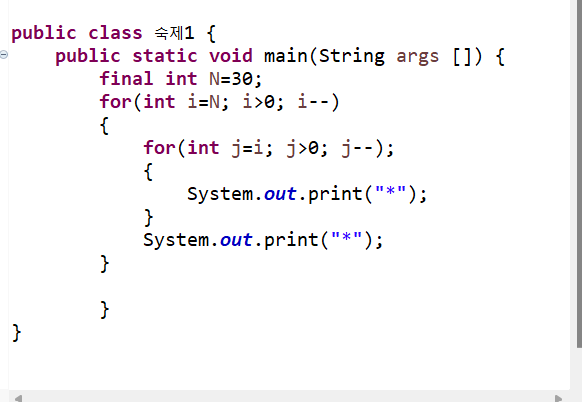 public class 숙제1 {
public static void main(String args []) {
final int N=30;
for(int i=N; i>0; i--)
{
for(int j=i; j>0; j--);
{
System.out.print("*");
}
System.out.print("*");
}
}
}